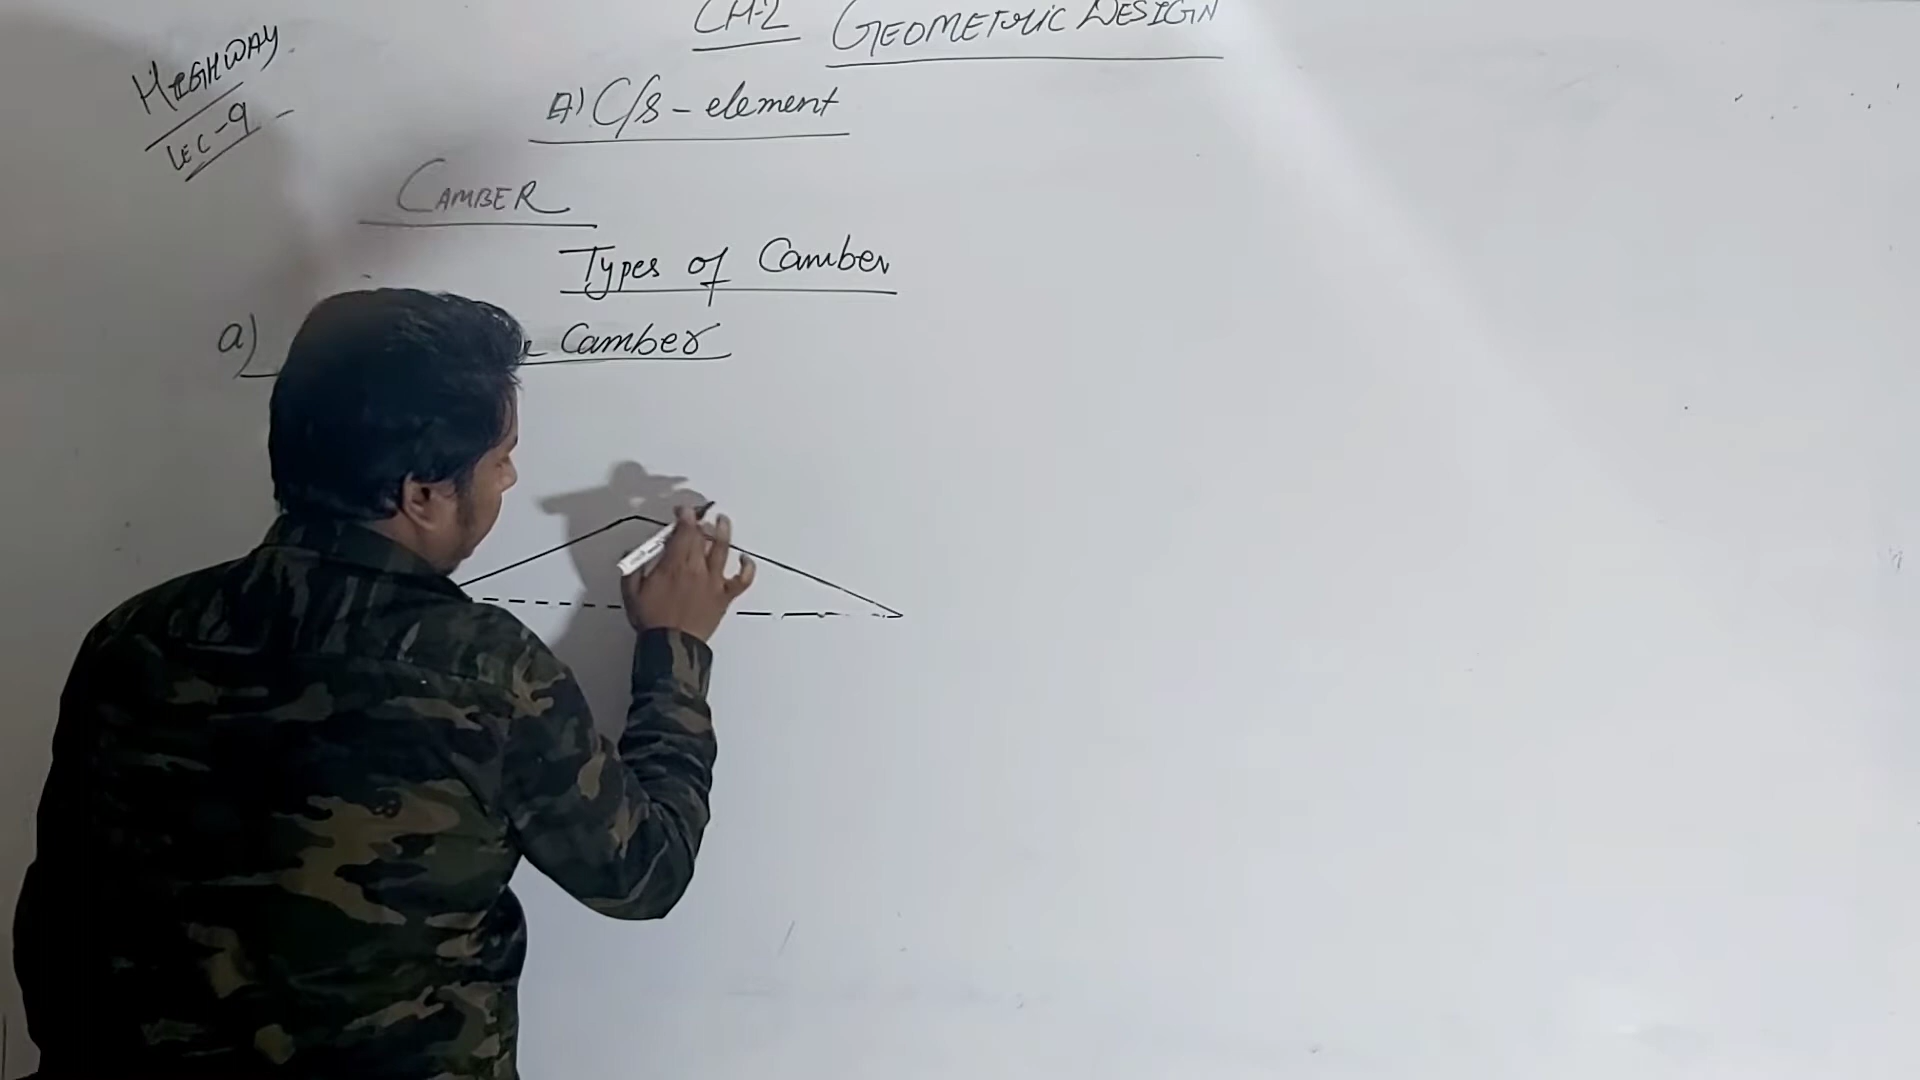 CH-2 GEOMETRIC DESIGN
HIGHWAY
LEC-9
A) C/s - element
CAMBER
Types of Camber
a) Camber